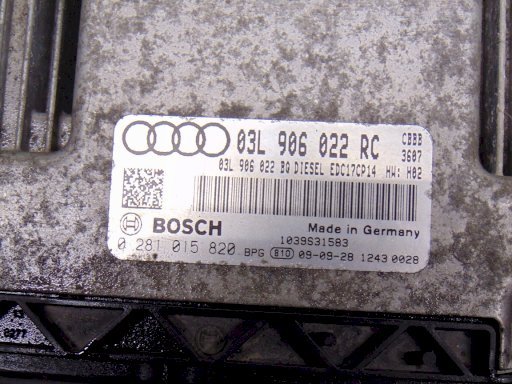 03L 906 022 RC CBBB
3607
03L 906 022 BQ DIESEL EDC17CP14 HW: H02
BOSCH Made in Germany
1039S31583
0 281 015 820 BPG 810 09-09-28 1243 0028